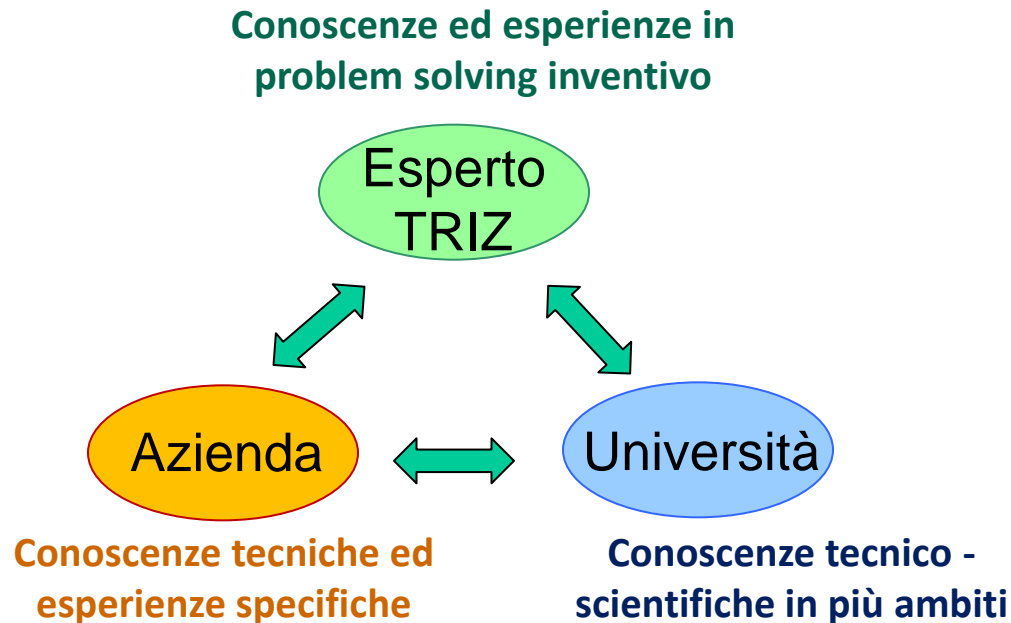 Conoscenze ed esperienze in
problem solving inventivo
Esperto
TRIZ
Azienda
Università
Conoscenze tecniche ed
esperienze specifiche
Conoscenze tecnico -
scientifiche in più ambiti